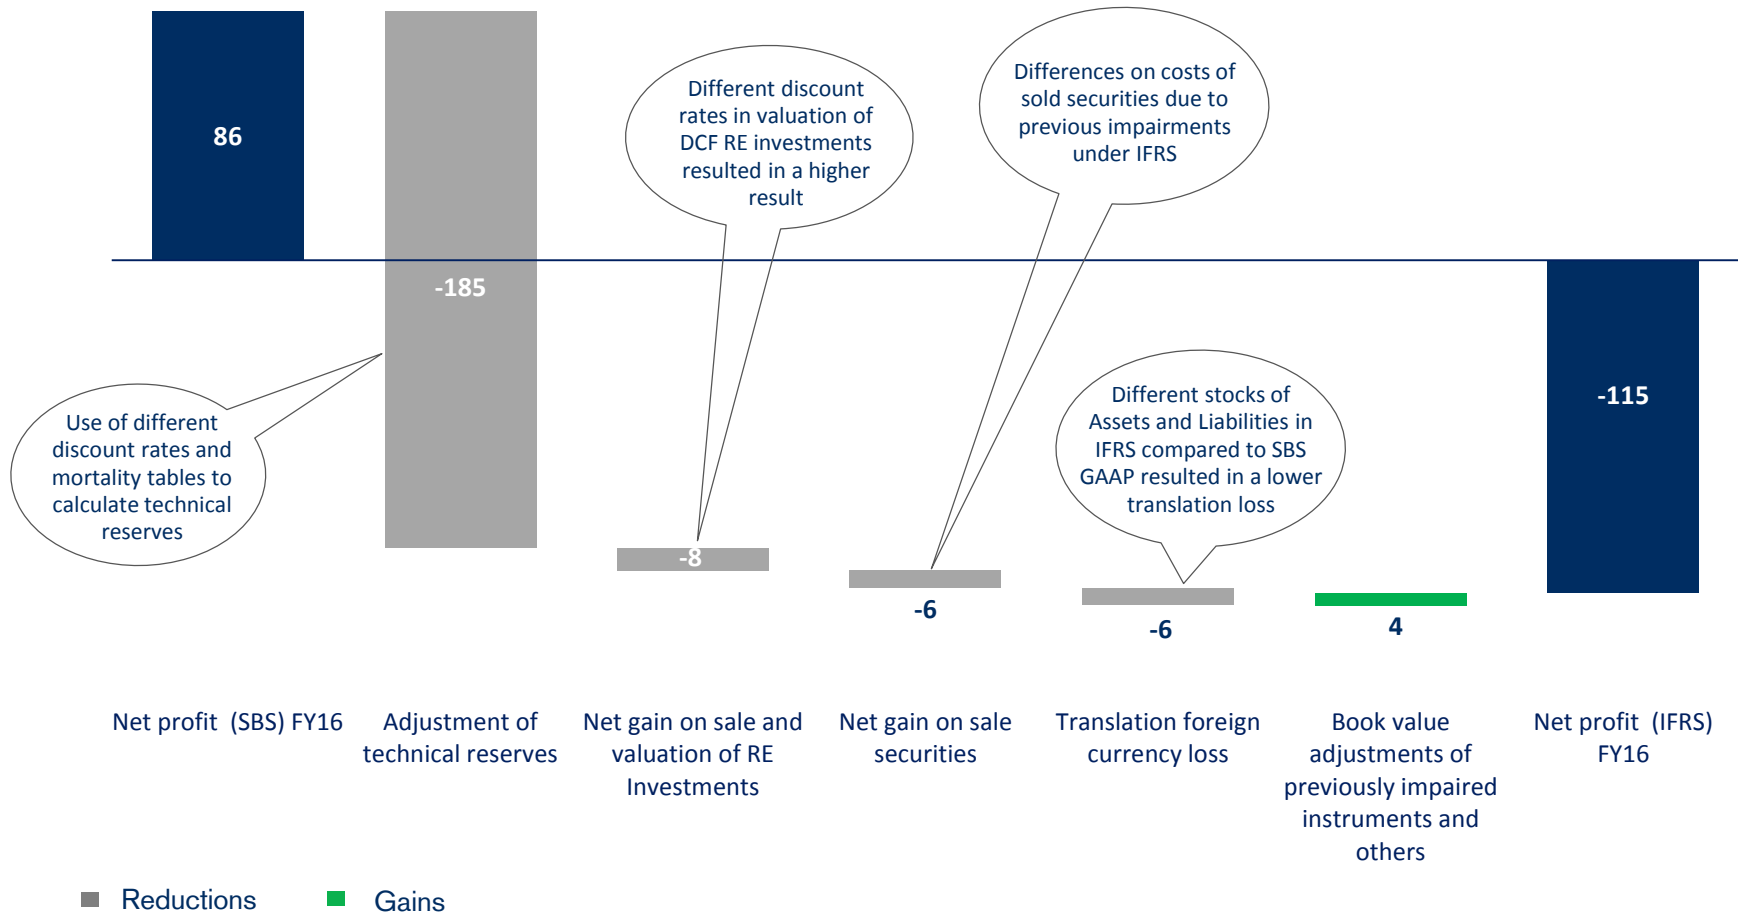 86
-185
-8
-6
-6
4
-115
Different discount
rates in valuation of
DCF RE investments
resulted in a higher
result
Differences on costs of
sold securities due to
previous impairments
under IFRS
Use of different
discount rates and
mortality tables to
calculate technical
reserves
Different stocks of
Assets and Liabilities in
IFRS compared to SBS
GAAP resulted in a lower
translation loss
Net profit (SBS) FY16
Adjustment of
technical reserves
Net gain on sale and
valuation of RE
Investments
Net gain on sale
securities
Translation foreign
currency loss
Book value
adjustments of
previously impaired
instruments and
others
Net profit (IFRS)
FY16
Reductions
Gains